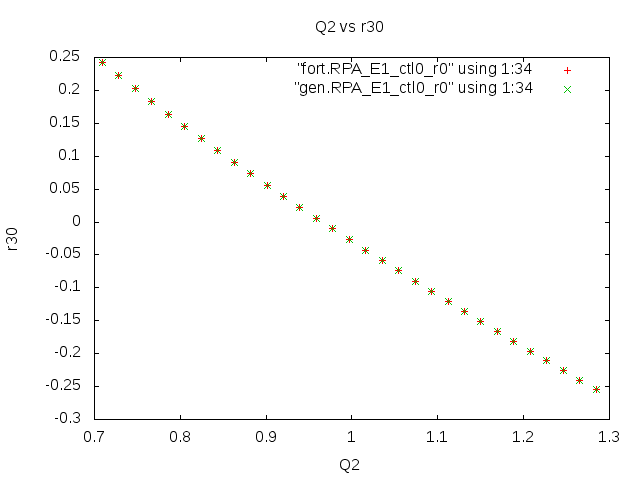 Q2 vs r30
"fort.RPA_E1_ctl0_r0" using 1:34
"gen.RPA_E1_ctl0_r0" using 1:34
0.25
0.2
0.15
0.1
0.05
0
-0.05
-0.1
-0.15
-0.2
-0.25
-0.3
r30
0.7 0.8 0.9 1 1.1 1.2 1.3
Q2